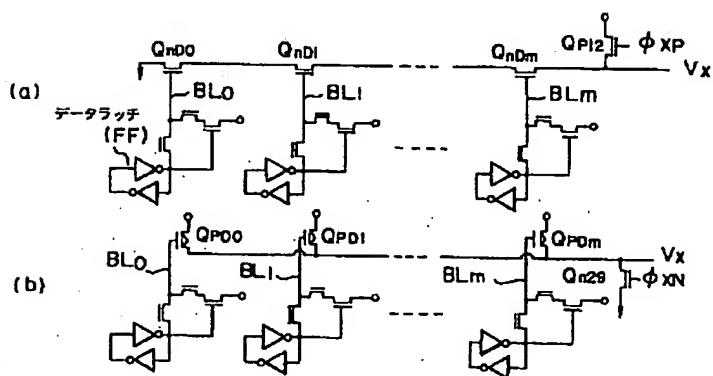 QnD0 QnD1 QnDm QP12 φXP
(a) BL0 BL1 BLm VX
データラッチ
(FF)
QPD0 QPD1 QPDm
(b) BL0 BL1 BLm VX
Qn29 φXN